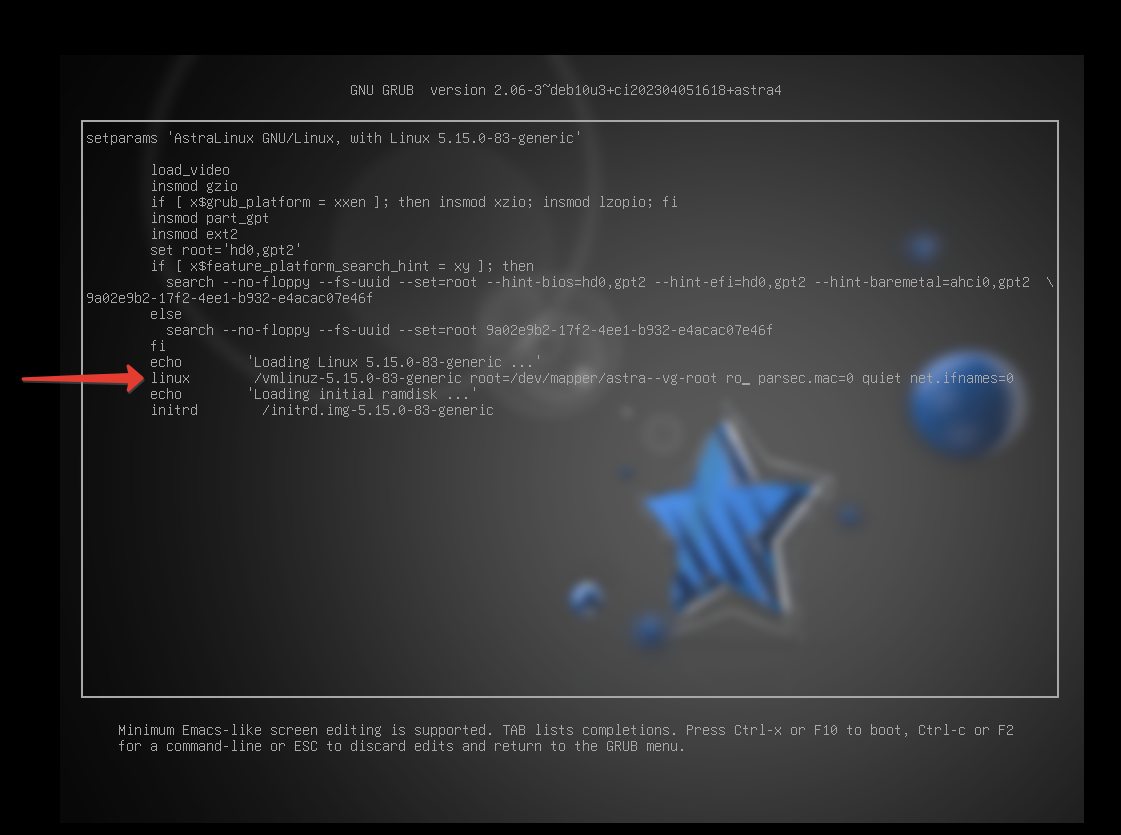 GNU GRUB  version 2.06-3~deb10u3+ci202304051618+astra4
setparams 'AstraLinux GNU/Linux, with Linux 5.15.0-83-generic'
load_video
insmod gzio
if [ x$grub_platform = xxen ]; then insmod xzio; insmod lzopio; fi
insmod part_gpt
insmod ext2
set root='hd0,gpt2'
if [ x$feature_platform_search_hint = xy ]; then
search --no-floppy --fs-uuid --set=root --hint-bios=hd0,gpt2 --hint-efi=hd0,gpt2 --hint-baremetal=ahci0,gpt2  \
9a02e9b2-17f2-4ee1-b932-e4acac07e46f
else
search --no-floppy --fs-uuid --set=root 9a02e9b2-17f2-4ee1-b932-e4acac07e46f
fi
echo        'Loading Linux 5.15.0-83-generic ...'
linux        /vmlinuz-5.15.0-83-generic root=/dev/mapper/astra--vg-root ro_ parsec.mac=0 quiet net.ifnames=0
echo        'Loading initial ramdisk ...'
initrd        /initrd.img-5.15.0-83-generic
Minimum Emacs-like screen editing is supported. TAB lists completions. Press Ctrl-x or F10 to boot, Ctrl-c or F2
for a command-line or ESC to discard edits and return to the GRUB menu.